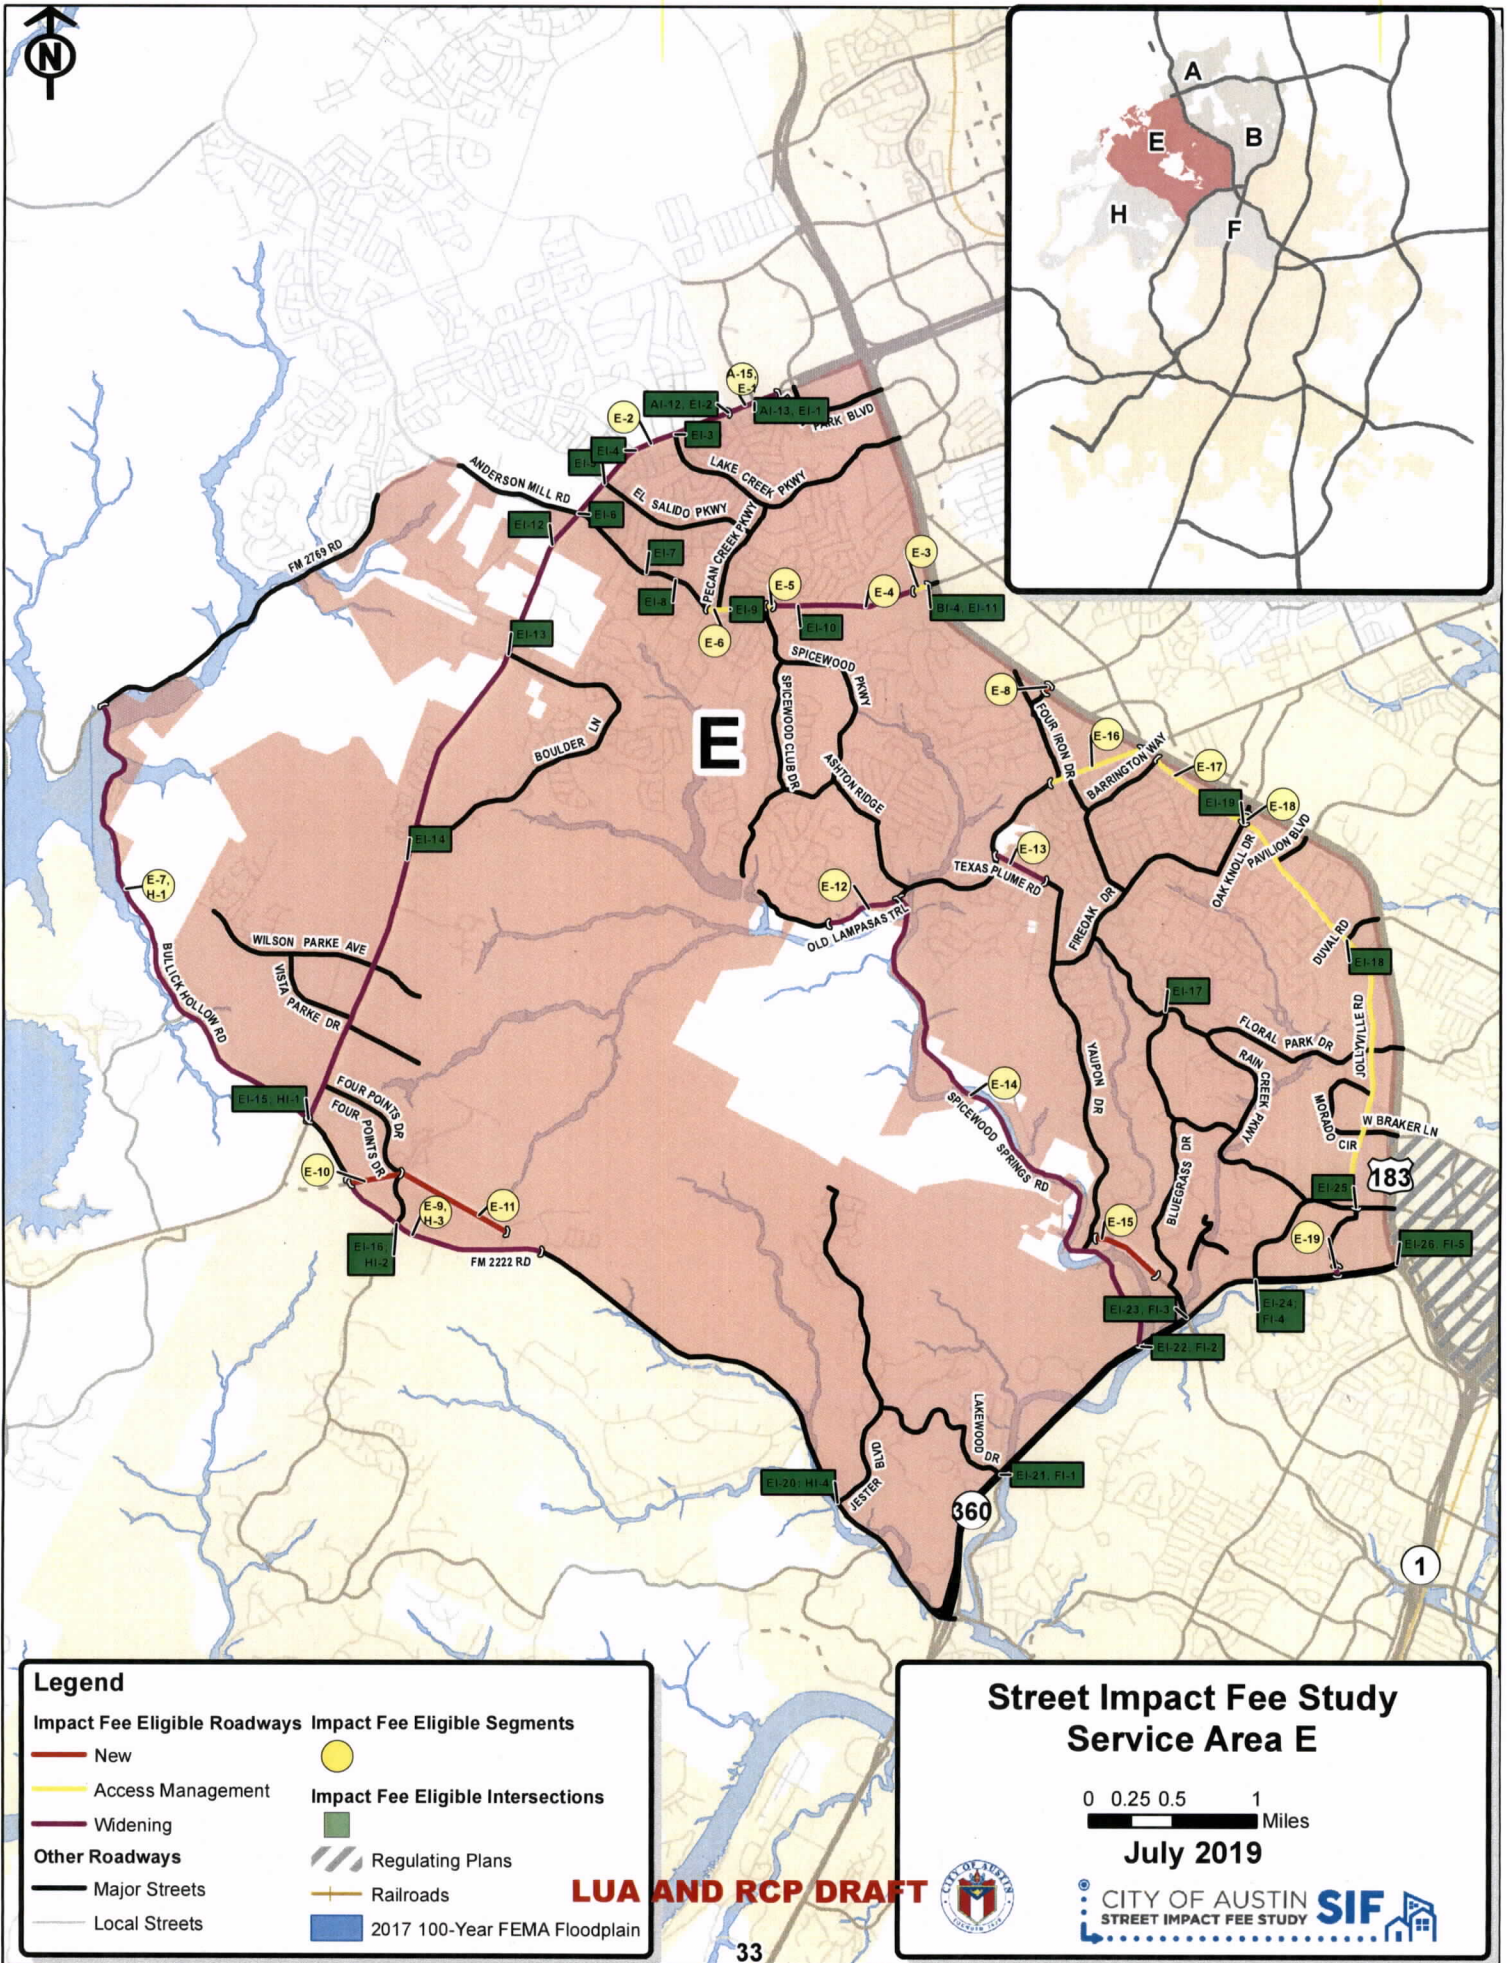 N
A
B
E
H
F
A-15,
E-1
AI-12, EI-2
AI-13, EI-1
PARK BLVD
E-2
EI-3
EI-4
EI-5
LAKE CREEK PKWY
ANDERSON MILL RD
EL SALIDO PKWY
EI-6
EI-12
PECAN CREEK PKWY
FM 2769 RD
EI-7
E-3
EI-8
E-5
E-4
EI-9
BI-4, EI-11
EI-10
E-6
EI-13
SPICEWOOD PKWY
SPICEWOOD CLUB DR
E-8
FOUR IRON DR
BOULDER LN
E
E-16
BARRINGTON WAY
E-17
ASHTON RIDGE
EI-19
E-18
PAVILION BLVD
EI-14
E-13
TEXAS PLUME RD
OAK KNOLL DR
E-7,
H-1
E-12
OLD LAMPASAS TRL
FIREOAK DR
DUVAL RD
EI-18
WILSON PARKE AVE
VISTA PARKE DR
BULLICK HOLLOW RD
EI-17
JOLLYVILLE RD
FLORAL PARK DR
RAIN CREEK PKWY
YAUPON DR
E-14
SPICEWOOD SPRINGS RD
EI-15; HI-1
FOUR POINTS DR
FOUR POINTS DR
MORADO CIR
W BRAKER LN
BLUEGRASS DR
183
E-10
E-11
E-9,
H-3
EI-25
E-15
E-19
EI-16;
HI-2
FM 2222 RD
EI-26, FI-5
EI-23, FI-3
EI-24;
FI-4
EI-22, FI-2
LAKEWOOD DR
JESTER BLVD
EI-20; HI-4
EI-21, FI-1
360
1
Legend
Impact Fee Eligible Roadways
New
Access Management
Widening
Other Roadways
Major Streets
Local Streets
Impact Fee Eligible Segments
Impact Fee Eligible Intersections
Regulating Plans
Railroads
2017 100-Year FEMA Floodplain
LUA AND RCP DRAFT
33
Street Impact Fee Study
Service Area E
0 0.25 0.5 1
Miles
July 2019
CITY OF AUSTIN
FOUNDED 1839
CITY OF AUSTIN
STREET IMPACT FEE STUDY
SIF